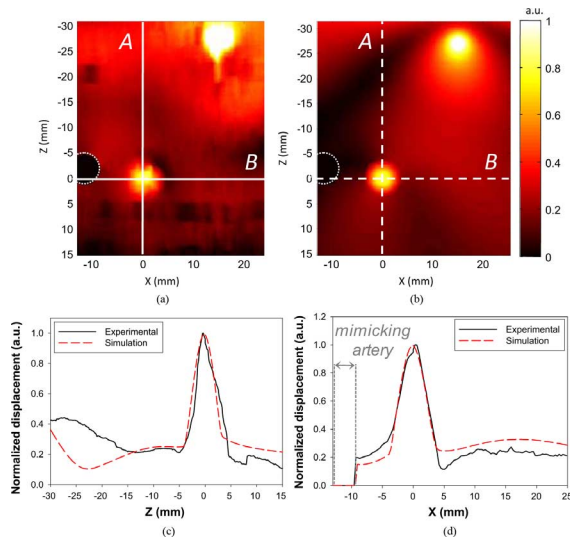 a.u.
-30
-25
-20
-15
-10
-5
0
5
10
15
Z (mm)
A
B
-10 0 10 20
X (mm)
(a)
-30
-25
-20
-15
-10
-5
0
5
10
15
Z (mm)
A
B
-10 0 10 20
X (mm)
(b)
1
0.8
0.6
0.4
0.2
0
Normalized displacement (a.u.)
1.0
0.8
0.6
0.4
0.2
0.0
Experimental
Simulation
-30 -25 -20 -15 -10 -5 0 5 10 15
Z (mm)
(c)
Normalized displacement (a.u.)
1.2
1.0
0.8
0.6
0.4
0.2
0.0
mimicking
artery
Experimental
Simulation
-10 -5 0 5 10 15 20 25
X (mm)
(d)